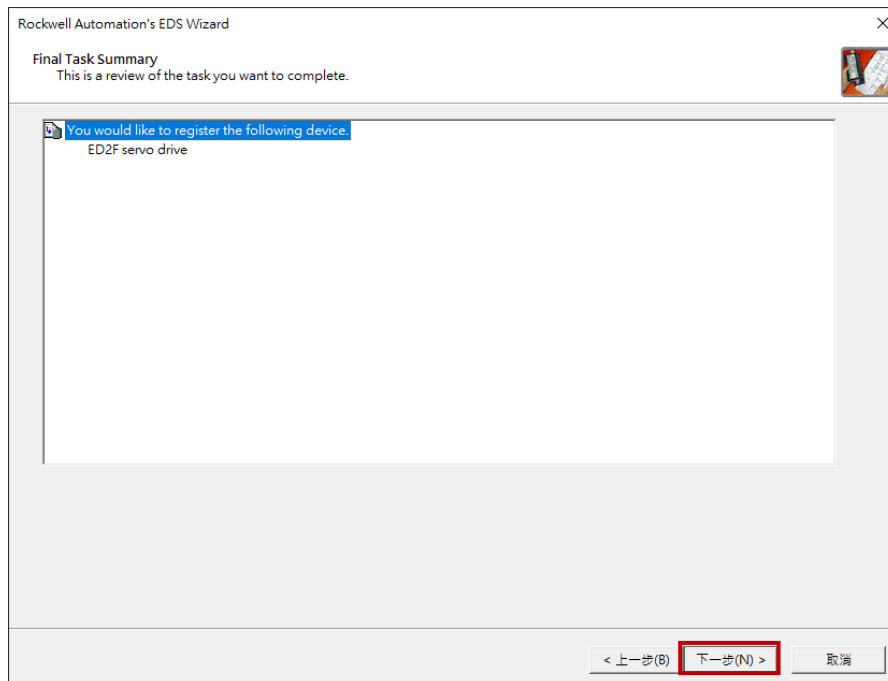 Rockwell Automation's EDS Wizard
Final Task Summary
This is a review of the task you want to complete.
You would like to register the following device.
ED2F servo drive
< 上一步(B)
下一步(N) >
取消